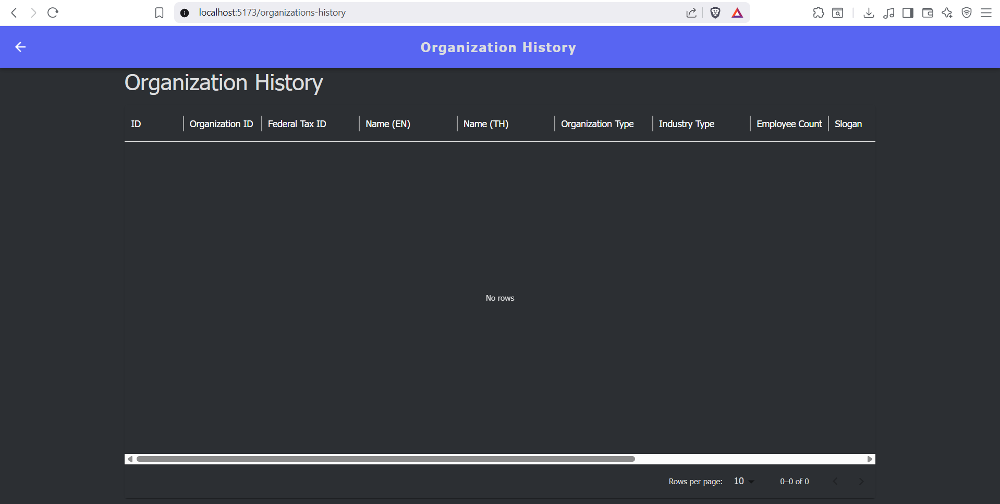 localhost:5173/organizations-history
Organization History
Organization History
ID Organization ID Federal Tax ID Name (EN) Name (TH) Organization Type Industry Type Employee Count Slogan
No rows
Rows per page: 10 0–0 of 0